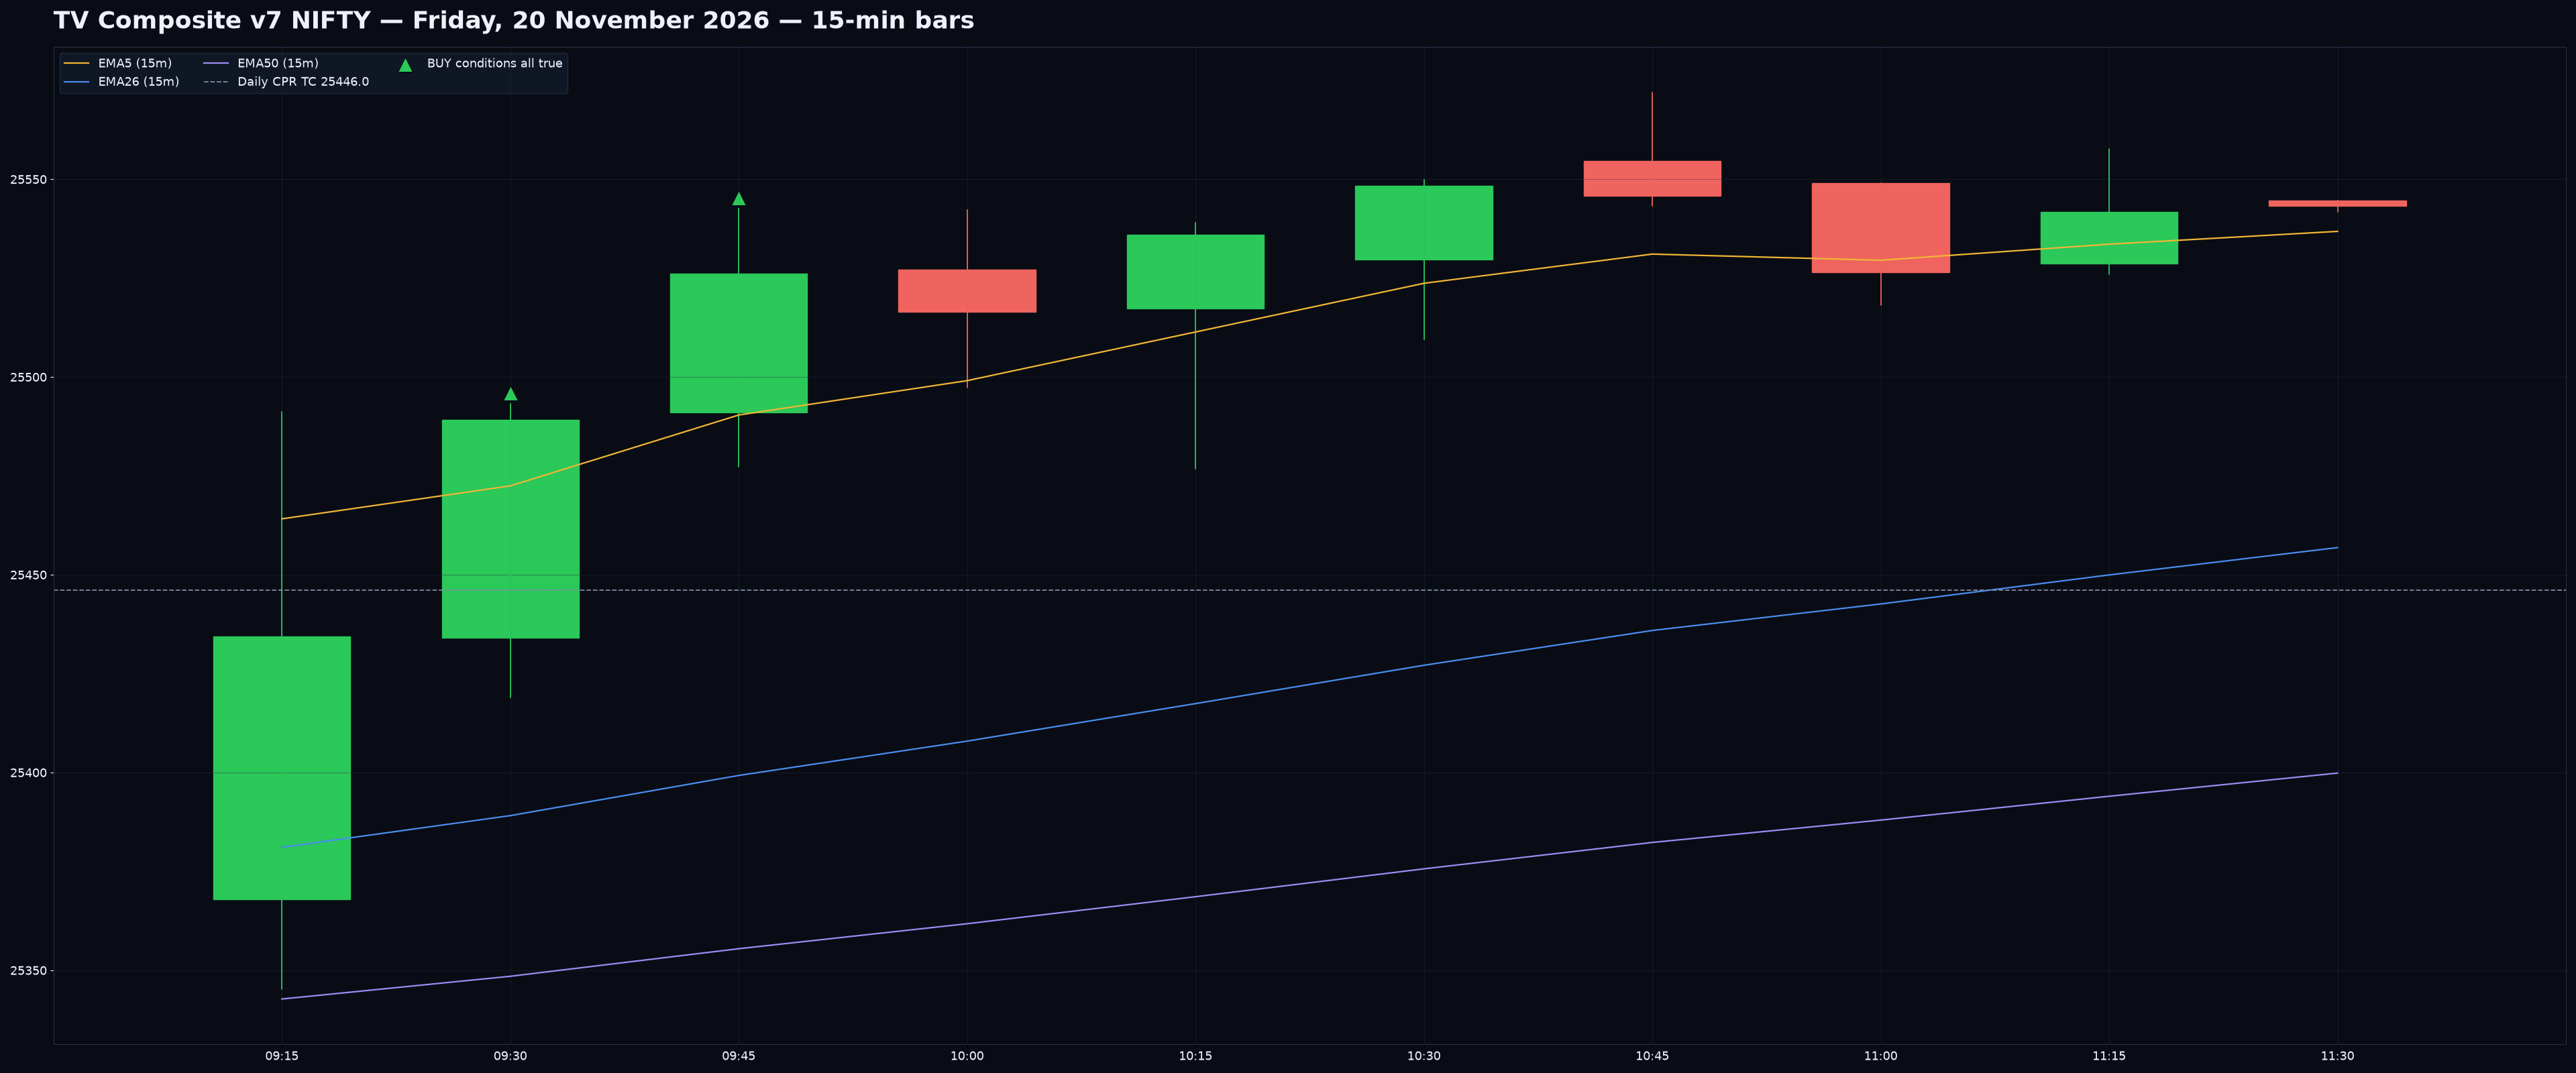 TV Composite v7 NIFTY — Friday, 20 November 2026 — 15-min bars
EMA5 (15m)
EMA26 (15m)
EMA50 (15m)
Daily CPR TC 25446.0
BUY conditions all true
25550
25500
25450
25400
25350
09:15 09:30 09:45 10:00 10:15 10:30 10:45 11:00 11:15 11:30